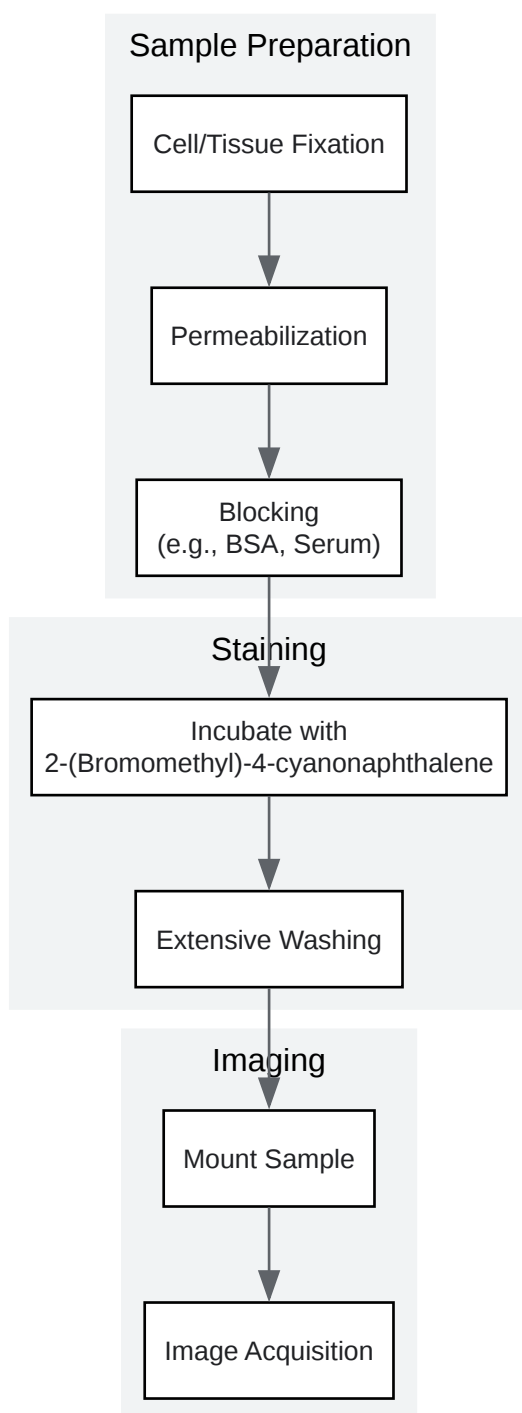 Sample Preparation
Cell/Tissue Fixation
Permeabilization
Blocking
(e.g., BSA, Serum)
Staining
Incubate with
2-(Bromomethyl)-4-cyanonaphthalene
Extensive Washing
Imaging
Mount Sample
Image Acquisition